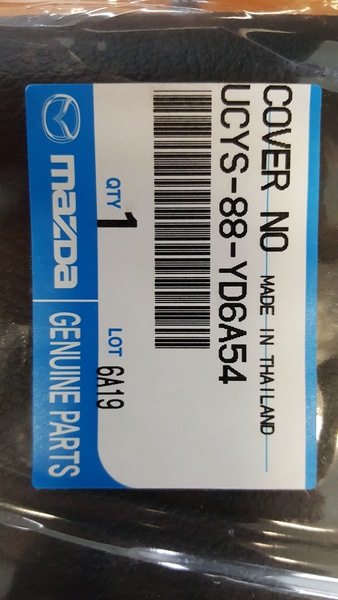 COVER NO
MADE IN THAILAND
UCYS-88-YD6A54
QTY 1
LOT 6A19
mazda
GENUINE PARTS